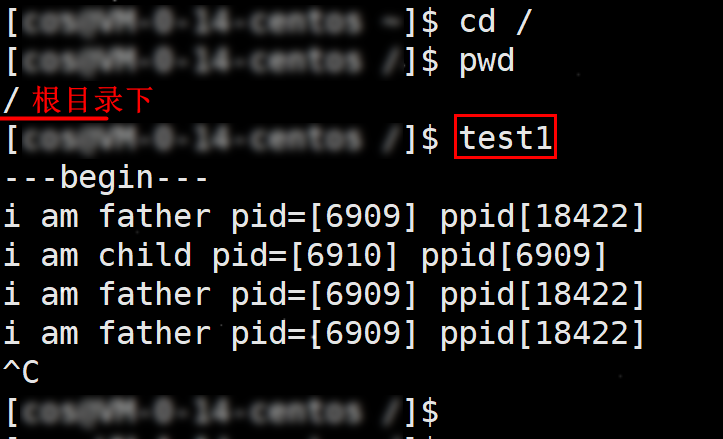 [cos@VM-0-14-centos ~]$ cd /
[cos@VM-0-14-centos /]$ pwd
/ 根目录下
[cos@VM-0-14-centos /]$ test1
---begin---
i am father pid=[6909] ppid[18422]
i am child pid=[6910] ppid[6909]
i am father pid=[6909] ppid[18422]
i am father pid=[6909] ppid[18422]
^C
[cos@VM-0-14-centos /]$